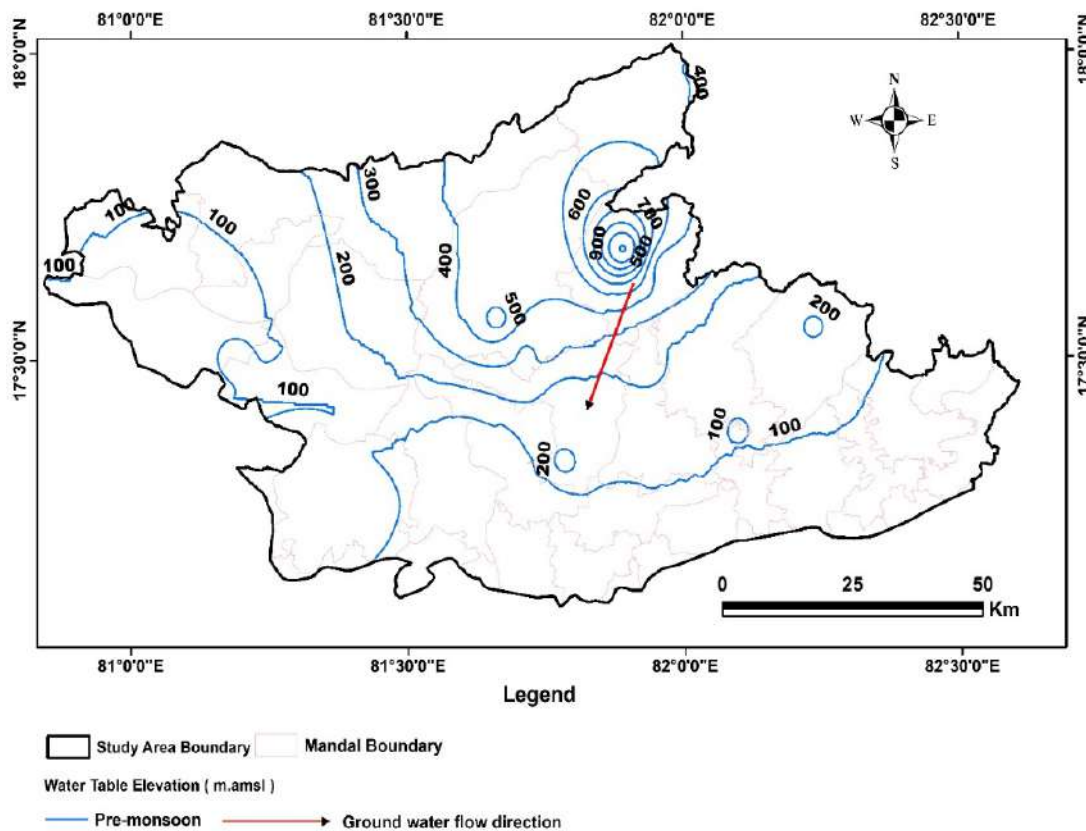 81°0'0"E 81°30'0"E 82°0'0"E 82°30'0"E
18°0'0"N
18°0'0"N
400
N
W E
S
100
100
300
600
700
900
500
200
400
100
500
200
17°30'0"N
17°30'0"N
100
100
100
200
0 25 50
Km
81°0'0"E 81°30'0"E 82°0'0"E 82°30'0"E
Legend
Study Area Boundary Mandal Boundary
Water Table Elevation ( m.amsl )
Pre-monsoon Ground water flow direction